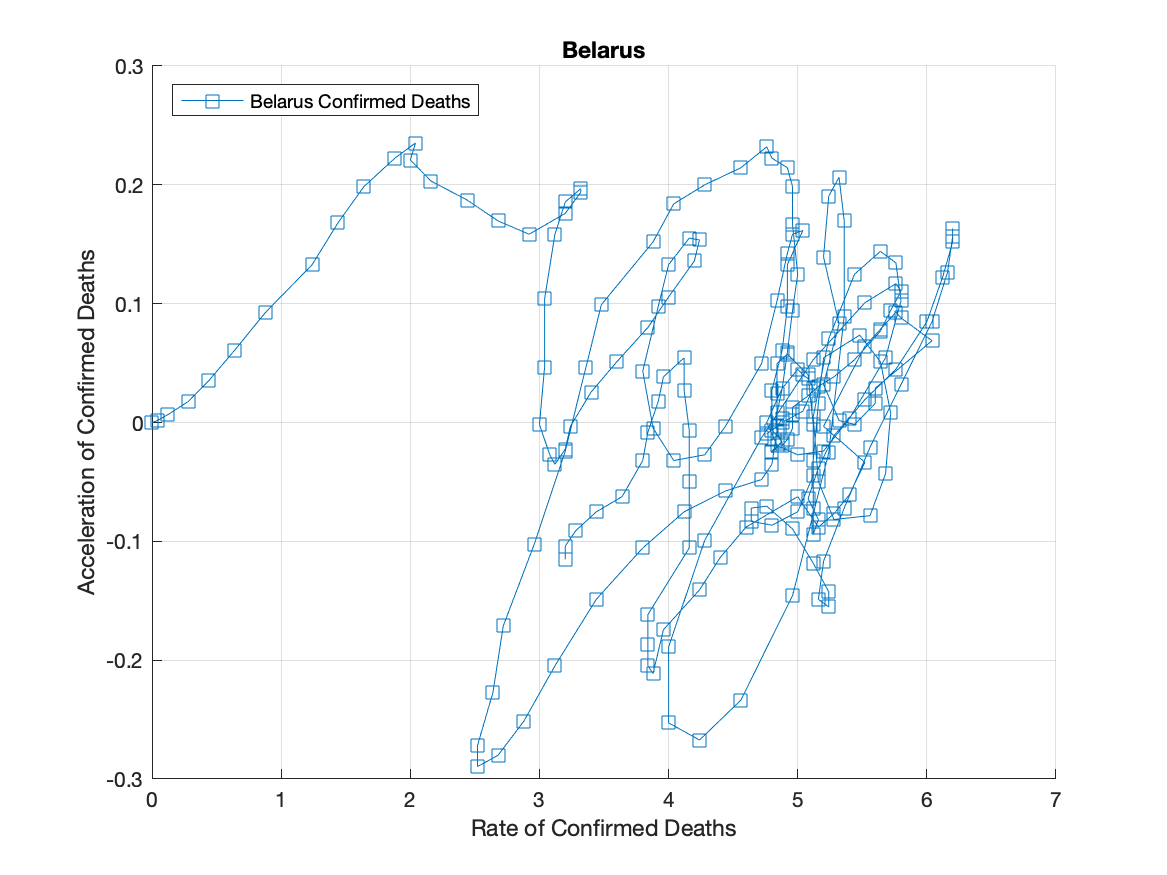 Belarus
Belarus Confirmed Deaths
Acceleration of Confirmed Deaths
0.3
0.2
0.1
0
-0.1
-0.2
-0.3
0 1 2 3 4 5 6 7
Rate of Confirmed Deaths